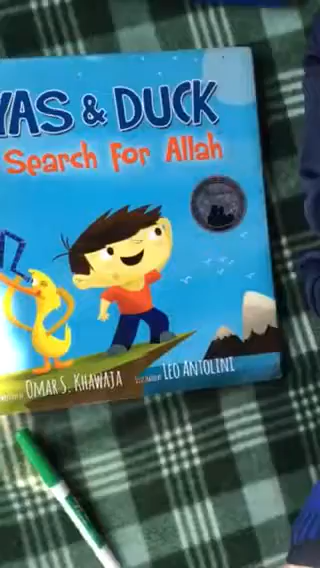 YAS & DUCK
Search For Allah
OMAR S. KHAWAJA
LEO ANTOLINI